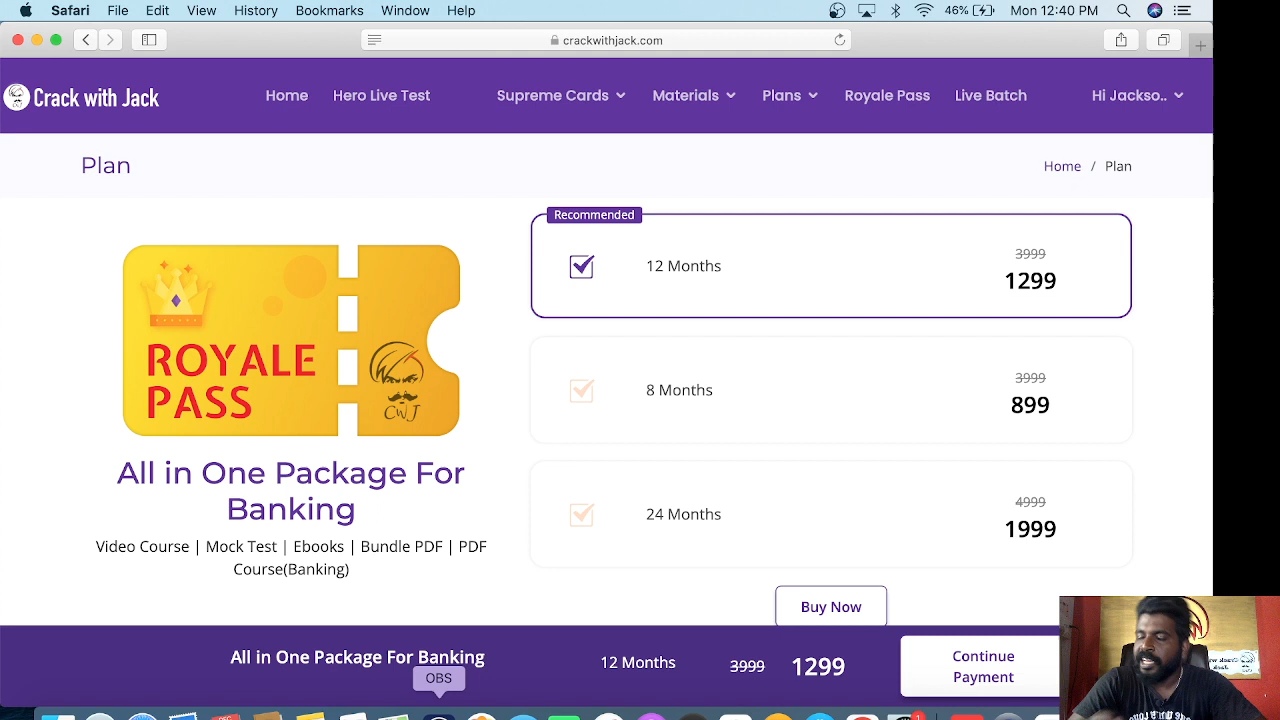 Safari File Edit View History Bookmarks Window Help 46% Mon 12:40 PM
crackwithjack.com
Crack with Jack Home Hero Live Test Supreme Cards Materials Plans Royale Pass Live Batch Hi Jackso..
Plan Home / Plan
Recommended
12 Months 3999 1299
8 Months 3999 899
24 Months 4999 1999
ROYALE
PASS
CWJ
All in One Package For
Banking
Video Course | Mock Test | Ebooks | Bundle PDF | PDF
Course(Banking)
Buy Now
All in One Package For Banking 12 Months 3999 1299 Continue
Payment
OBS